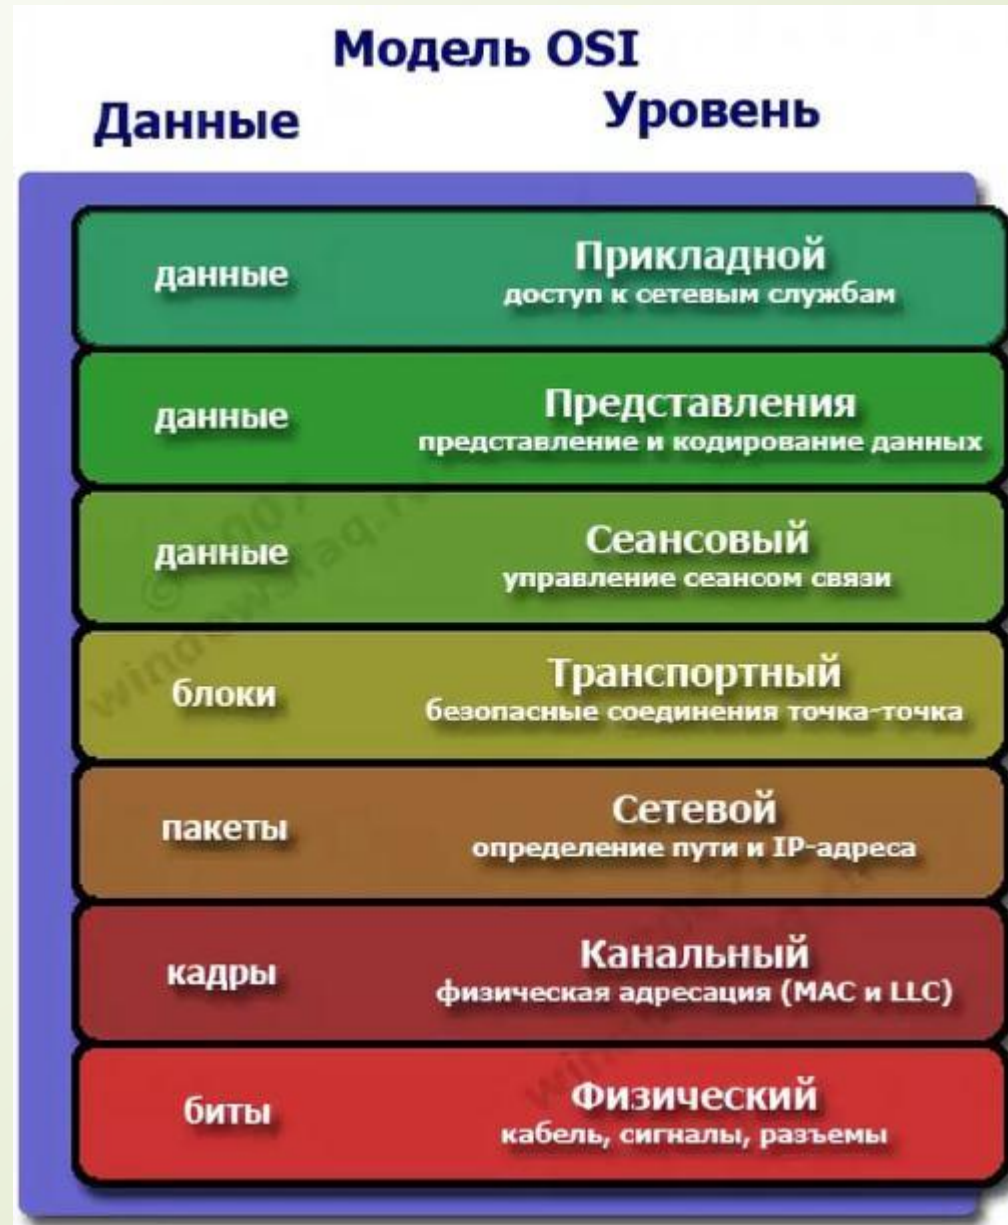 Модель OSI
Данные Уровень
данные Прикладной
доступ к сетевым службам
данные Представления
представление и кодирование данных
данные Сеансовый
управление сеансом связи
блоки Транспортный
безопасные соединения точка-точка
пакеты Сетевой
определение пути и IP-адреса
кадры Канальный
физическая адресация (MAC и LLC)
биты Физический
кабель, сигналы, разъемы